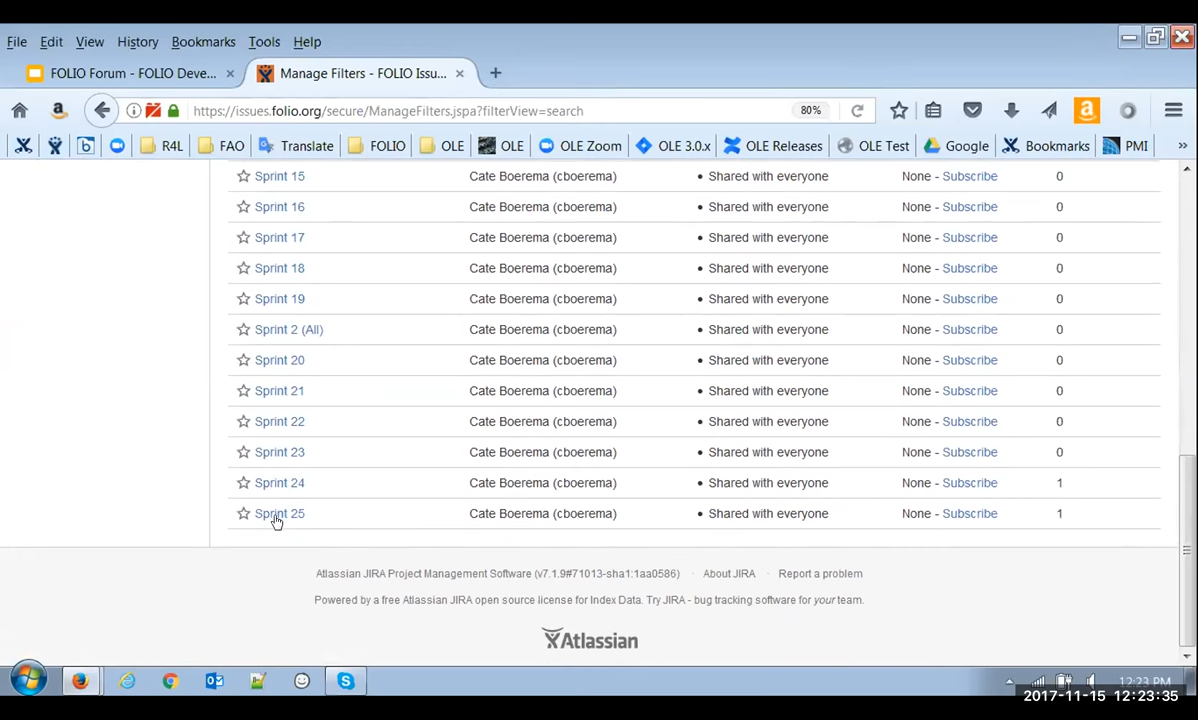 File Edit View History Bookmarks Tools Help
FOLIO Forum - FOLIO Deve... × Manage Filters - FOLIO Issu... × +
https://issues.folio.org/secure/ManageFilters.jspa?filterView=search 80%
R4L FAO Translate FOLIO OLE OLE OLE Zoom OLE 3.0.x OLE Releases OLE Test Google Bookmarks PMI »
Sprint 15 Cate Boerema (cboerema) • Shared with everyone None - Subscribe 0
Sprint 16 Cate Boerema (cboerema) • Shared with everyone None - Subscribe 0
Sprint 17 Cate Boerema (cboerema) • Shared with everyone None - Subscribe 0
Sprint 18 Cate Boerema (cboerema) • Shared with everyone None - Subscribe 0
Sprint 19 Cate Boerema (cboerema) • Shared with everyone None - Subscribe 0
Sprint 2 (All) Cate Boerema (cboerema) • Shared with everyone None - Subscribe 0
Sprint 20 Cate Boerema (cboerema) • Shared with everyone None - Subscribe 0
Sprint 21 Cate Boerema (cboerema) • Shared with everyone None - Subscribe 0
Sprint 22 Cate Boerema (cboerema) • Shared with everyone None - Subscribe 0
Sprint 23 Cate Boerema (cboerema) • Shared with everyone None - Subscribe 0
Sprint 24 Cate Boerema (cboerema) • Shared with everyone None - Subscribe 1
Sprint 25 Cate Boerema (cboerema) • Shared with everyone None - Subscribe 1
Atlassian JIRA Project Management Software (v7.1.9#71013-sha1:1aa0586) · About JIRA · Report a problem
Powered by a free Atlassian JIRA open source license for Index Data. Try JIRA - bug tracking software for your team.
Atlassian
12:23 PM
2017-11-15 12:23:35